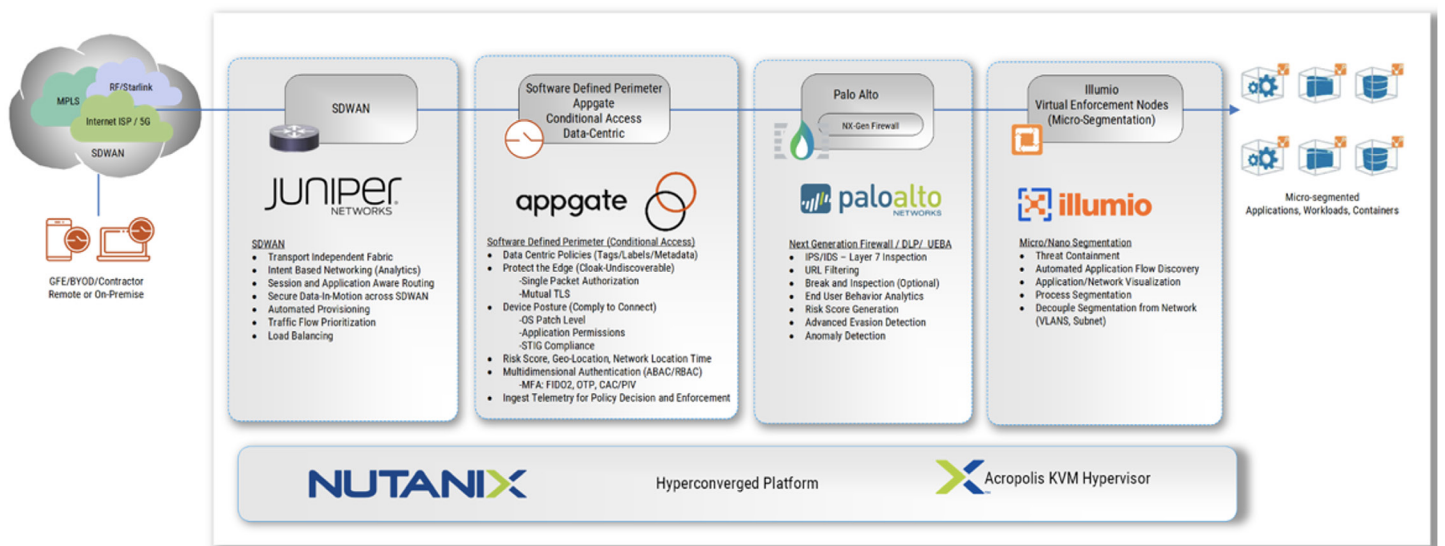 RF/Starlink
MPLS
Internet ISP / 5G
SDWAN
GFE/BYOD/Contractor
Remote or On-Premise
SDWAN
JUNIPER
NETWORKS
SDWAN
• Transport Independent Fabric
• Intent Based Networking (Analytics)
• Session and Application Aware Routing
• Secure Data-In-Motion across SDWAN
• Automated Provisioning
• Traffic Flow Prioritization
• Load Balancing
Software Defined Perimeter
Appgate
Conditional Access
Data-Centric
appgate
Software Defined Perimeter (Conditional Access)
• Data Centric Policies (Tags/Labels/Metadata)
• Protect the Edge (Cloak-Undiscoverable)
-Single Packet Authorization
-Mutual TLS
• Device Posture (Comply to Connect)
-OS Patch Level
-Application Permissions
-STIG Compliance
• Risk Score, Geo-Location, Network Location Time
• Multidimensional Authentication (ABAC/RBAC)
-MFA: FIDO2, OTP, CAC/PIV
• Ingest Telemetry for Policy Decision and Enforcement
Palo Alto
NX-Gen Firewall
paloalto
NETWORKS
Next Generation Firewall / DLP/ UEBA
• IPS/IDS – Layer 7 Inspection
• URL Filtering
• Break and Inspection (Optional)
• End User Behavior Analytics
• Risk Score Generation
• Advanced Evasion Detection
• Anomaly Detection
Illumio
Virtual Enforcement Nodes
(Micro-Segmentation)
illumio
Micro/Nano Segmentation
• Threat Containment
• Automated Application Flow Discovery
• Application/Network Visualization
• Process Segmentation
• Decouple Segmentation from Network
(VLANS, Subnet)
Micro-segmented
Applications, Workloads, Containers
NUTANIX
Hyperconverged Platform
Acropolis KVM Hypervisor